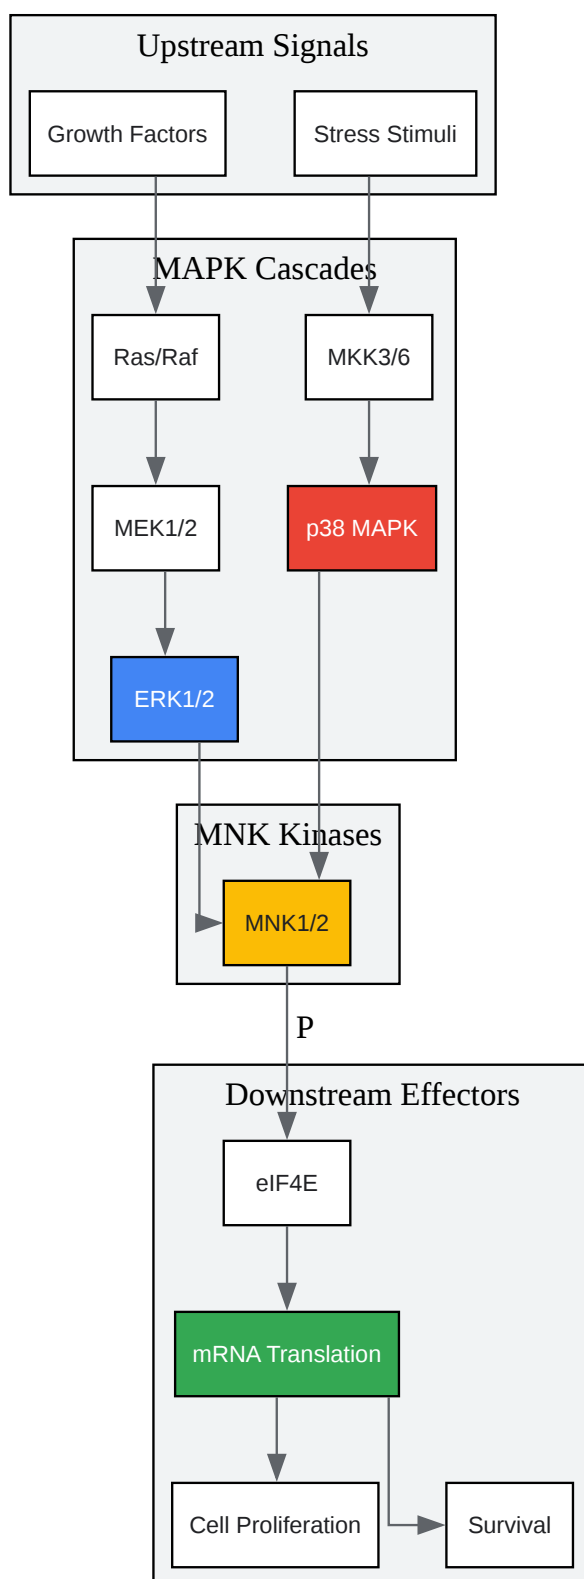 Upstream Signals
Growth Factors
Stress Stimuli
MAPK Cascades
Ras/Raf
MKK3/6
MEK1/2
p38 MAPK
ERK1/2
MNK Kinases
MNK1/2
P
Downstream Effectors
eIF4E
mRNA Translation
Cell Proliferation
Survival